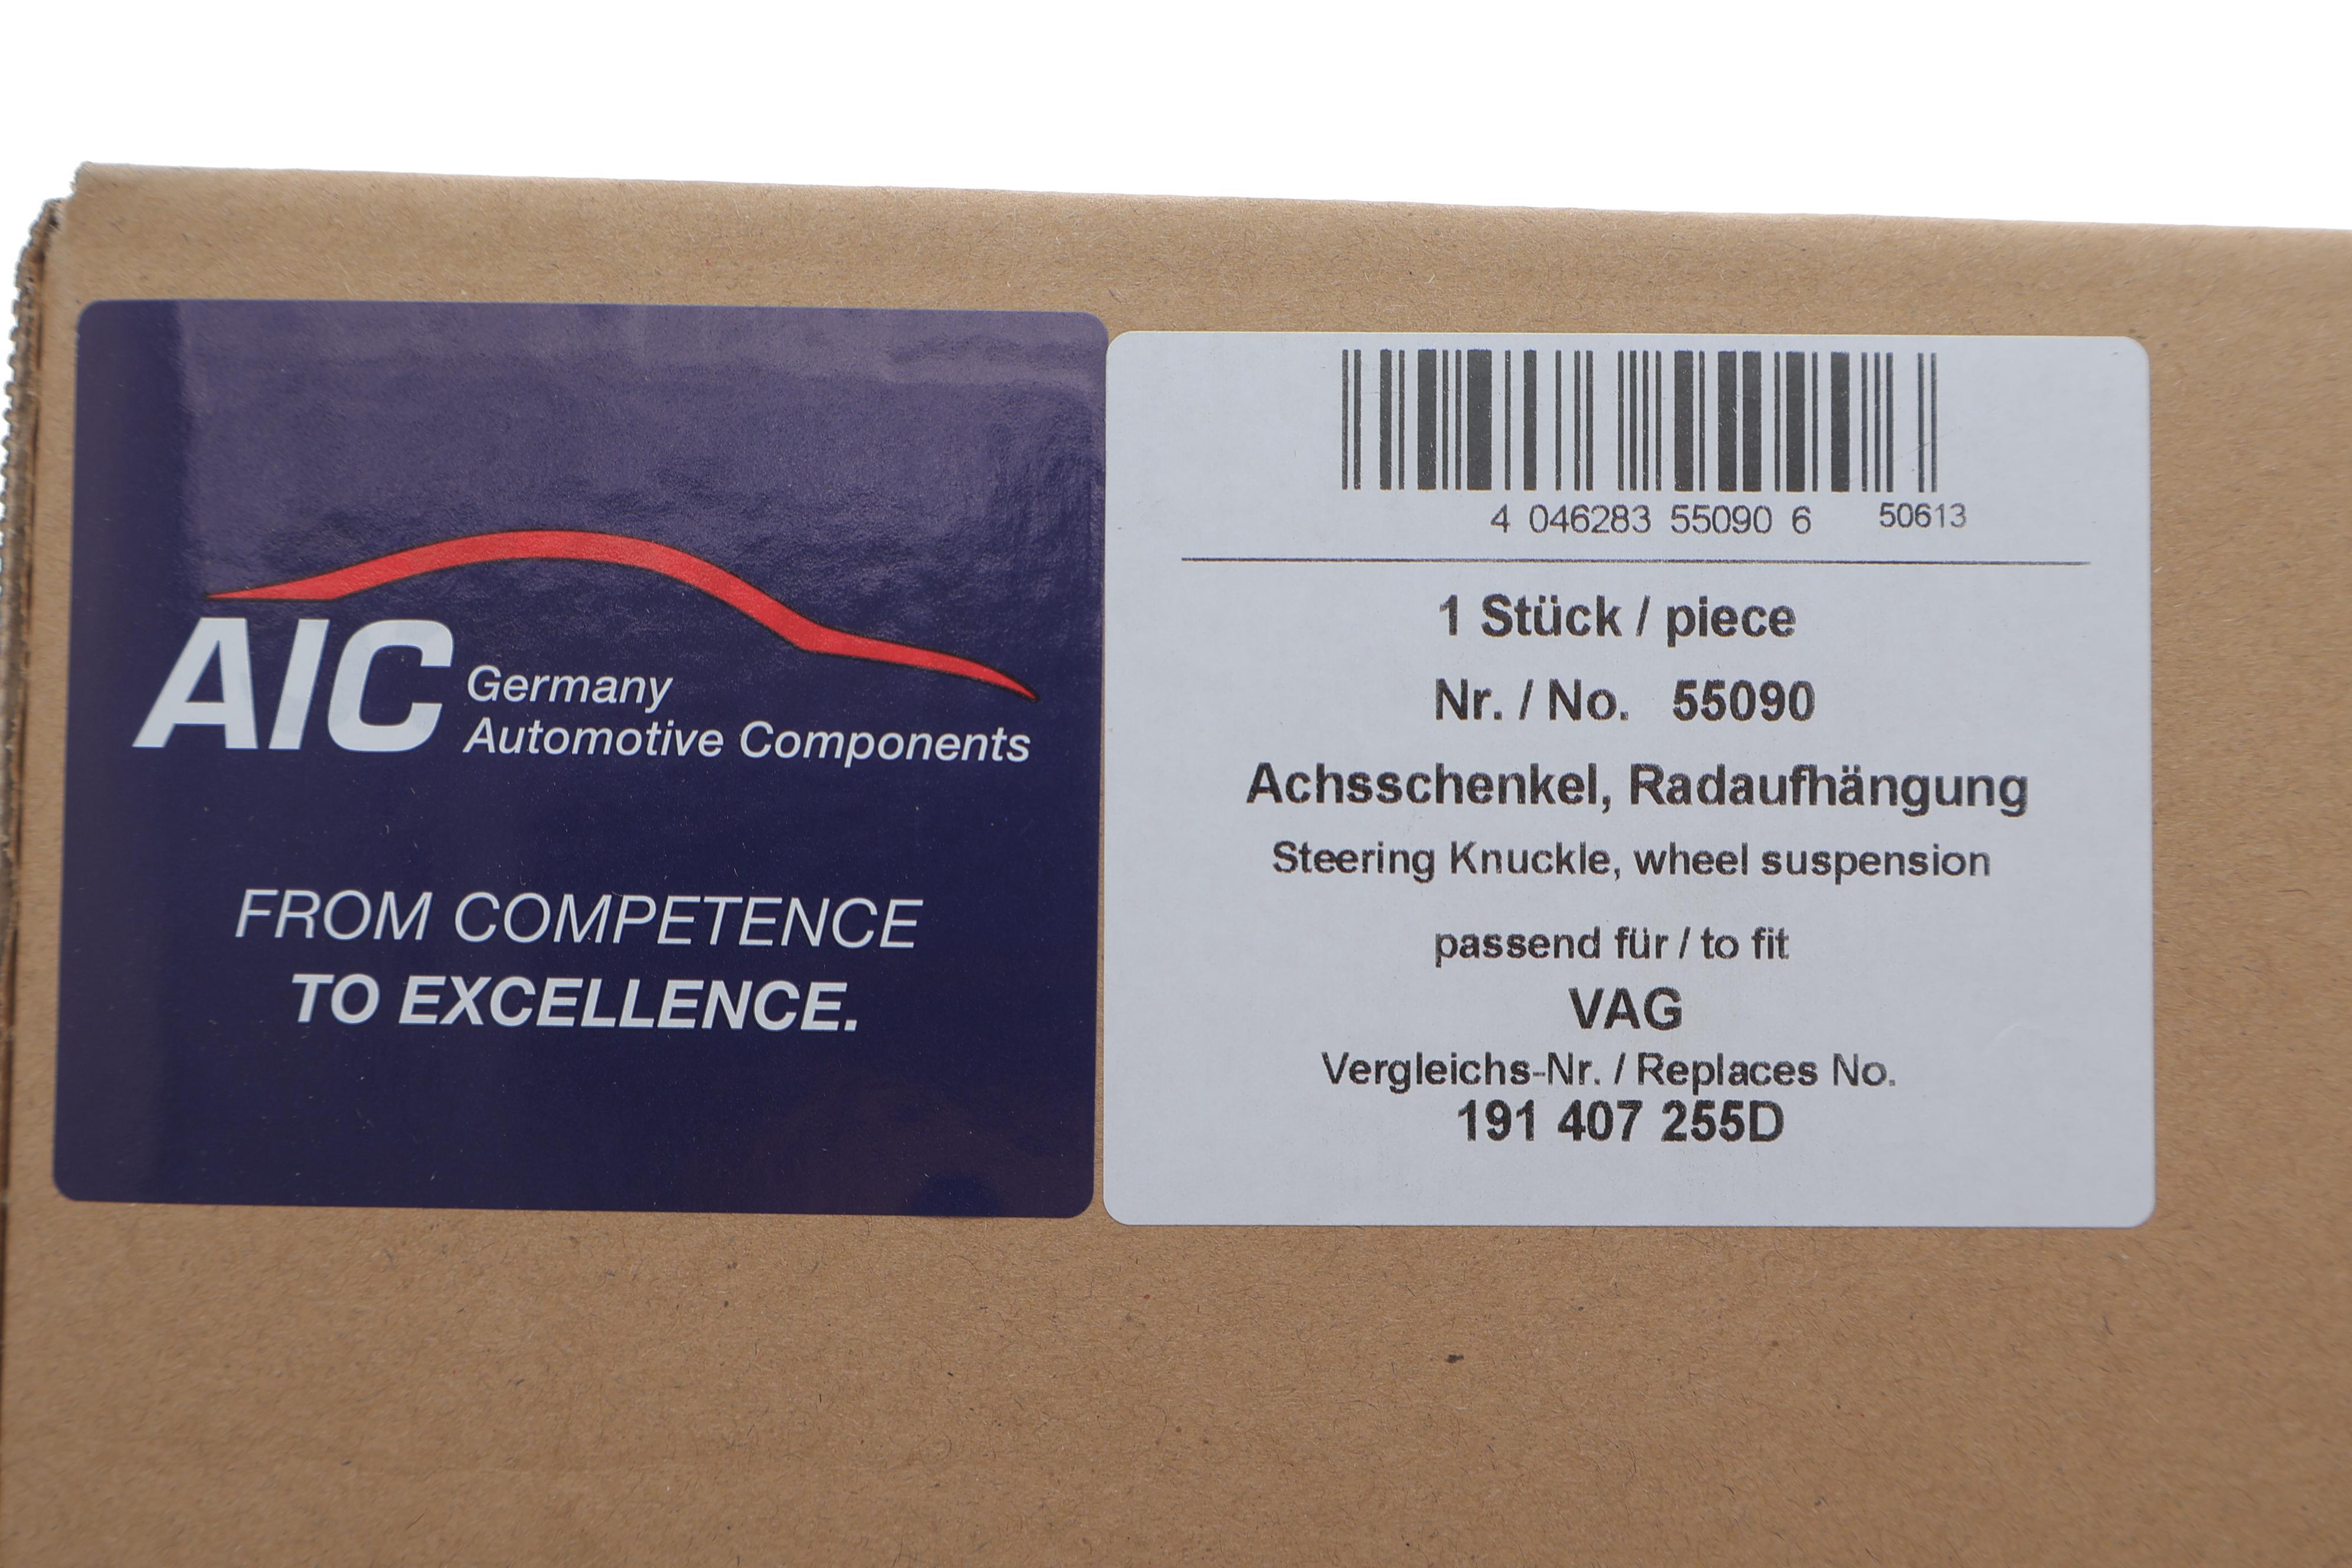 AIC Germany
Automotive Components
FROM COMPETENCE
TO EXCELLENCE.
4 046283 55090 6 50613
1 Stück / piece
Nr. / No. 55090
Achsschenkel, Radaufhängung
Steering Knuckle, wheel suspension
passend für / to fit
VAG
Vergleichs-Nr. / Replaces No.
191 407 255D